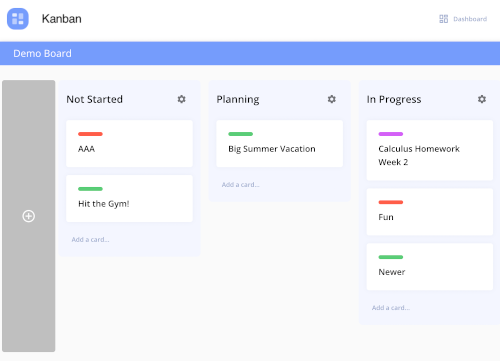 Kanban
Dashboard
Demo Board
Not Started
AAA
Hit the Gym!
Add a card...
Planning
Big Summer Vacation
Add a card...
In Progress
Calculus Homework
Week 2
Fun
Newer
Add a card...